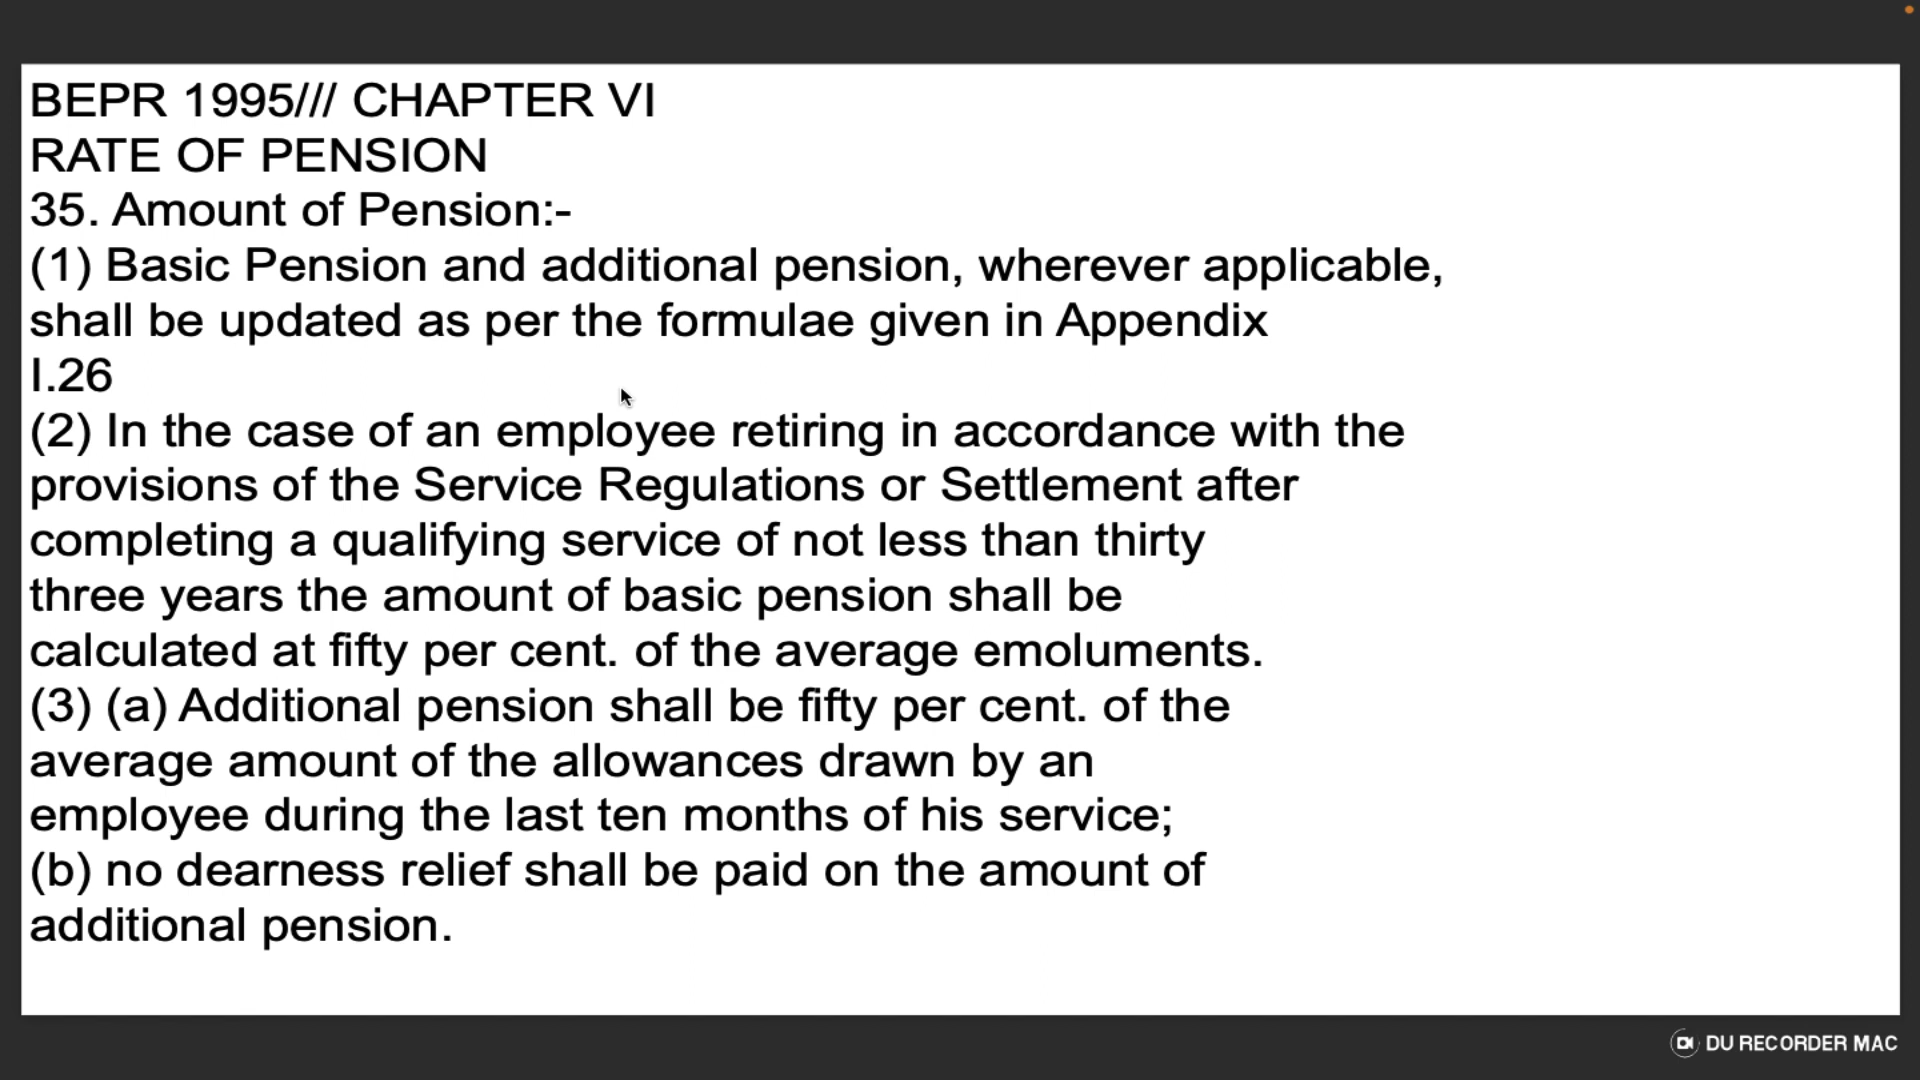 BEPR 1995/// CHAPTER VI
RATE OF PENSION
35. Amount of Pension:-
(1) Basic Pension and additional pension, wherever applicable,
shall be updated as per the formulae given in Appendix
I.26
(2) In the case of an employee retiring in accordance with the
provisions of the Service Regulations or Settlement after
completing a qualifying service of not less than thirty
three years the amount of basic pension shall be
calculated at fifty per cent. of the average emoluments.
(3) (a) Additional pension shall be fifty per cent. of the
average amount of the allowances drawn by an
employee during the last ten months of his service;
(b) no dearness relief shall be paid on the amount of
additional pension.
DU RECORDER MAC